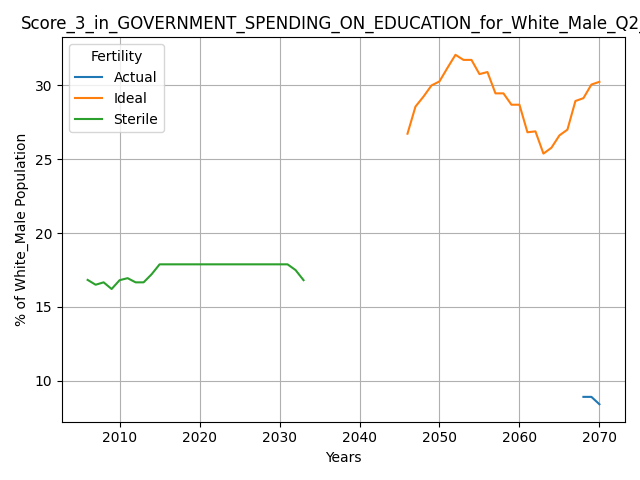 Score_3_in_GOVERNMENT_SPENDING_ON_EDUCATION_for_White_Male_Q2_
Fertility
Actual
Ideal
Sterile
% of White_Male Population
30
25
20
15
10
2010 2020 2030 2040 2050 2060 2070
Years